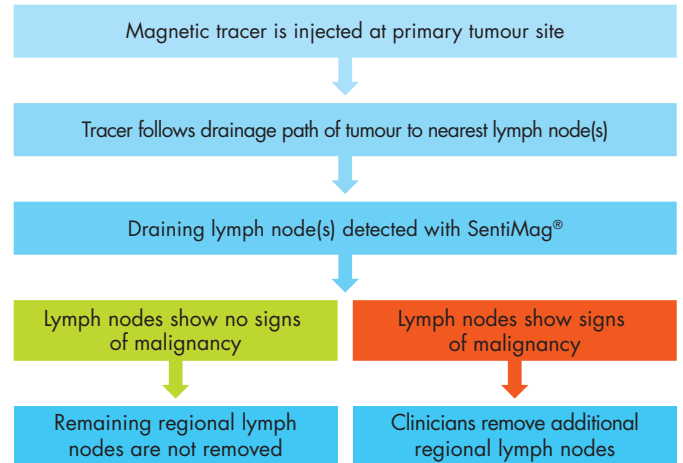 Magnetic tracer is injected at primary tumour site
Tracer follows drainage path of tumour to nearest lymph node(s)
Draining lymph node(s) detected with SentiMag®
Lymph nodes show no signs
of malignancy
Lymph nodes show signs
of malignancy
Remaining regional lymph
nodes are not removed
Clinicians remove additional
regional lymph nodes